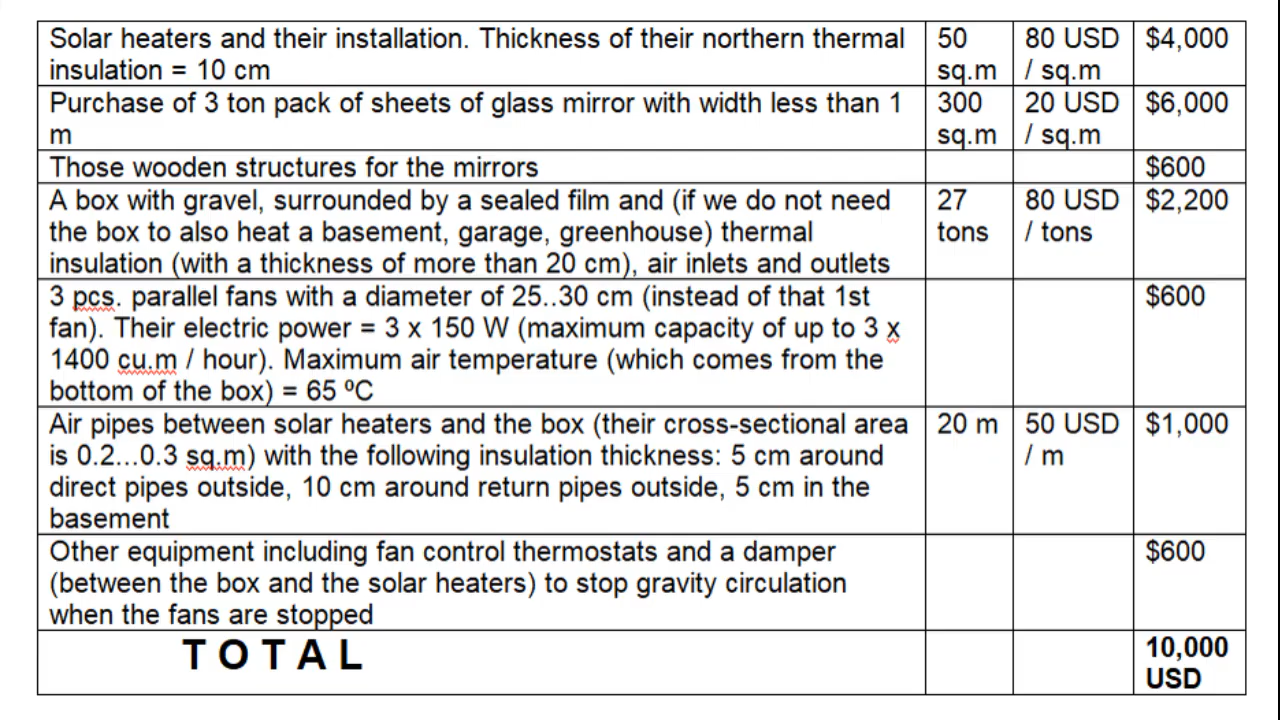 Solar heaters and their installation. Thickness of their northern thermal
insulation = 10 cm
50
sq.m
80 USD
/ sq.m
$4,000
Purchase of 3 ton pack of sheets of glass mirror with width less than 1
m
300
sq.m
20 USD
/ sq.m
$6,000
Those wooden structures for the mirrors
$600
A box with gravel, surrounded by a sealed film and (if we do not need
the box to also heat a basement, garage, greenhouse) thermal
insulation (with a thickness of more than 20 cm), air inlets and outlets
27
tons
80 USD
/ tons
$2,200
3 pcs. parallel fans with a diameter of 25..30 cm (instead of that 1st
fan). Their electric power = 3 x 150 W (maximum capacity of up to 3 x
1400 cu.m / hour). Maximum air temperature (which comes from the
bottom of the box) = 65 ºC
$600
Air pipes between solar heaters and the box (their cross-sectional area
is 0.2...0.3 sq.m) with the following insulation thickness: 5 cm around
direct pipes outside, 10 cm around return pipes outside, 5 cm in the
basement
20 m
50 USD
/ m
$1,000
Other equipment including fan control thermostats and a damper
(between the box and the solar heaters) to stop gravity circulation
when the fans are stopped
$600
T O T A L
10,000
USD